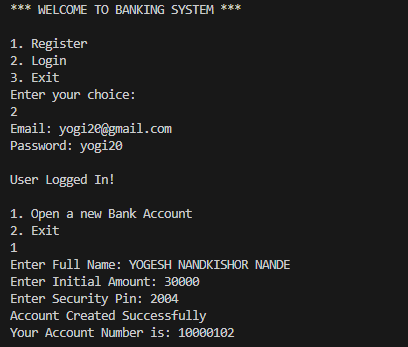 *** WELCOME TO BANKING SYSTEM ***
1. Register
2. Login
3. Exit
Enter your choice:
2
Email: yogi20@gmail.com
Password: yogi20
User Logged In!
1. Open a new Bank Account
2. Exit
1
Enter Full Name: YOGESH NANDKISHOR NANDE
Enter Initial Amount: 30000
Enter Security Pin: 2004
Account Created Successfully
Your Account Number is: 10000102